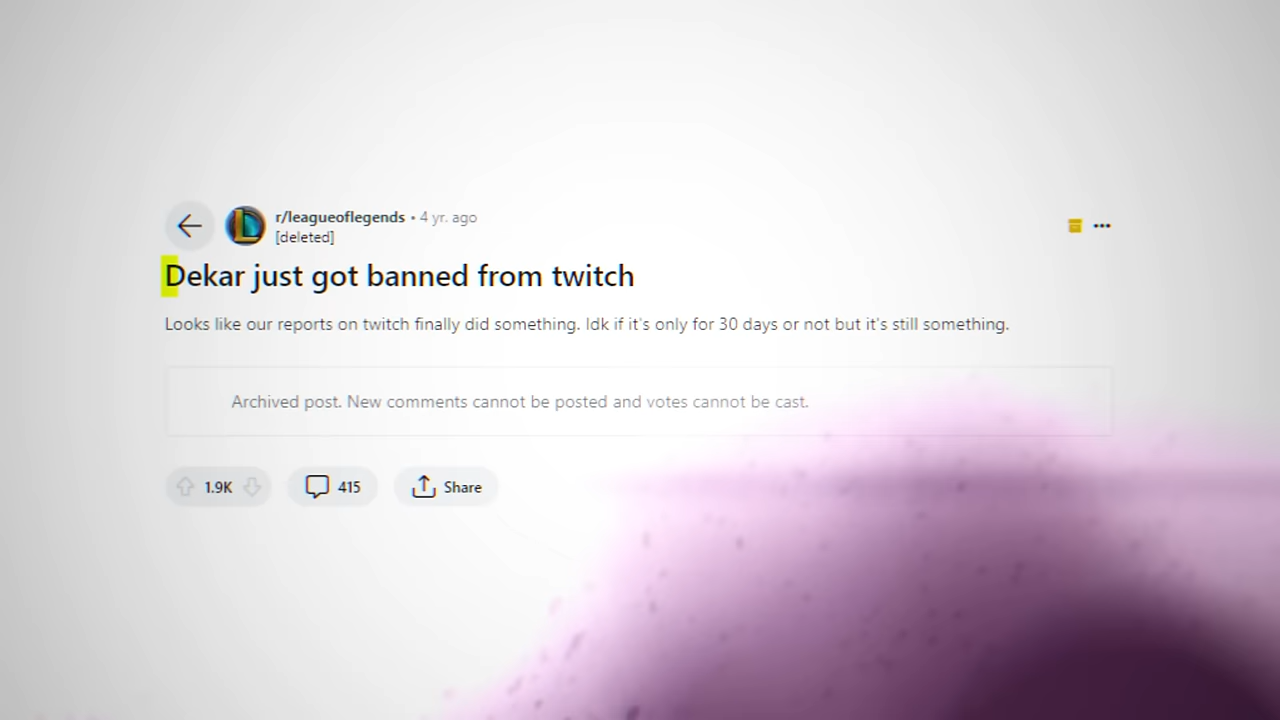 r/leagueoflegends • 4 yr. ago
[deleted]
Dekar just got banned from twitch
Looks like our reports on twitch finally did something. Idk if it's only for 30 days or not but it's still something.
Archived post. New comments cannot be posted and votes cannot be cast.
1.9K 415 Share